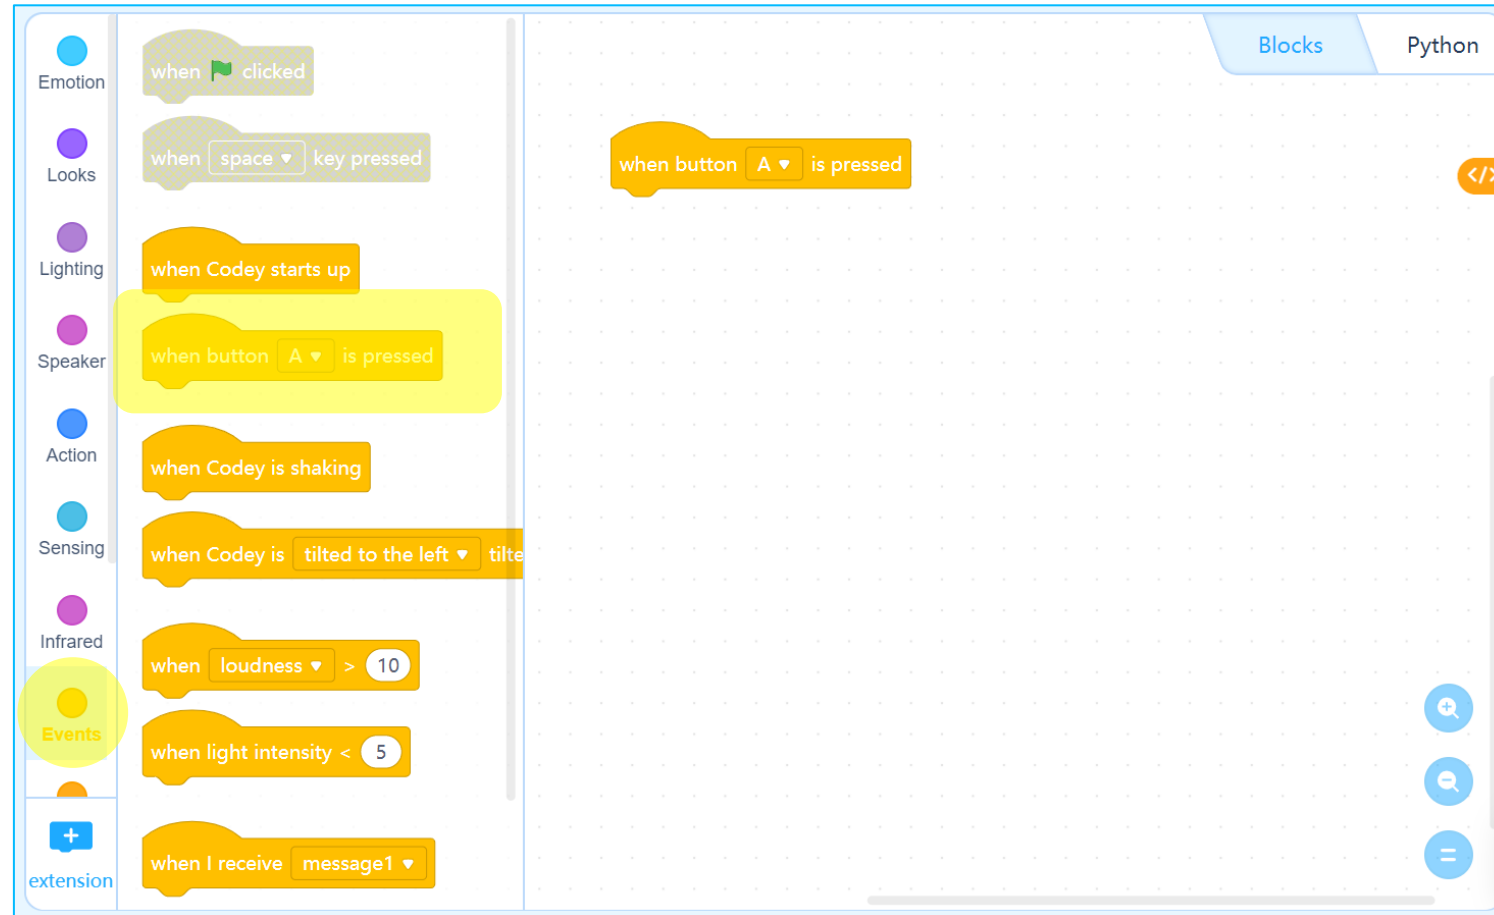 Emotion
Looks
Lighting
Speaker
Action
Sensing
Infrared
Events
+
extension
when clicked
when space ▼ key pressed
when Codey starts up
when button A ▼ is pressed
when Codey is shaking
when Codey is tilted to the left ▼ tilte
when loudness ▼ > 10
when light intensity < 5
when I receive message1 ▼
Blocks Python
when button A ▼ is pressed
</>
=